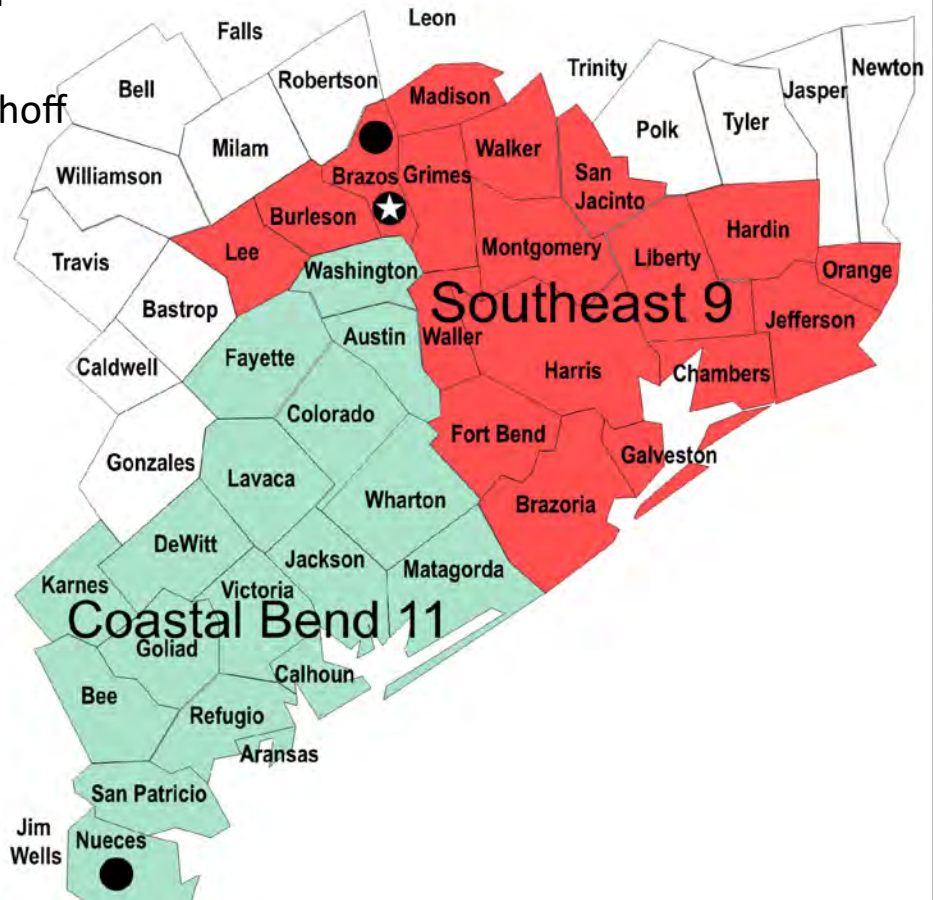 Leon
Falls
Trinity
Newton
Robertson
Bell
Jasper
Madison
hoff
Tyler
Polk
Milam
Walker
Williamson
Brazos
Grimes
San
Jacinto
Burleson
Hardin
Montgomery
Lee
Liberty
Travis
Washington
Orange
Southeast 9
Bastrop
Jefferson
Austin
Waller
Fayette
Caldwell
Harris
Chambers
Colorado
Fort Bend
Galveston
Gonzales
Lavaca
Wharton
Brazoria
DeWitt
Jackson
Matagorda
Karnes
Victoria
Coastal Bend 11
Goliad
Calhoun
Bee
Refugio
Aransas
San Patricio
Jim
Wells
Nueces